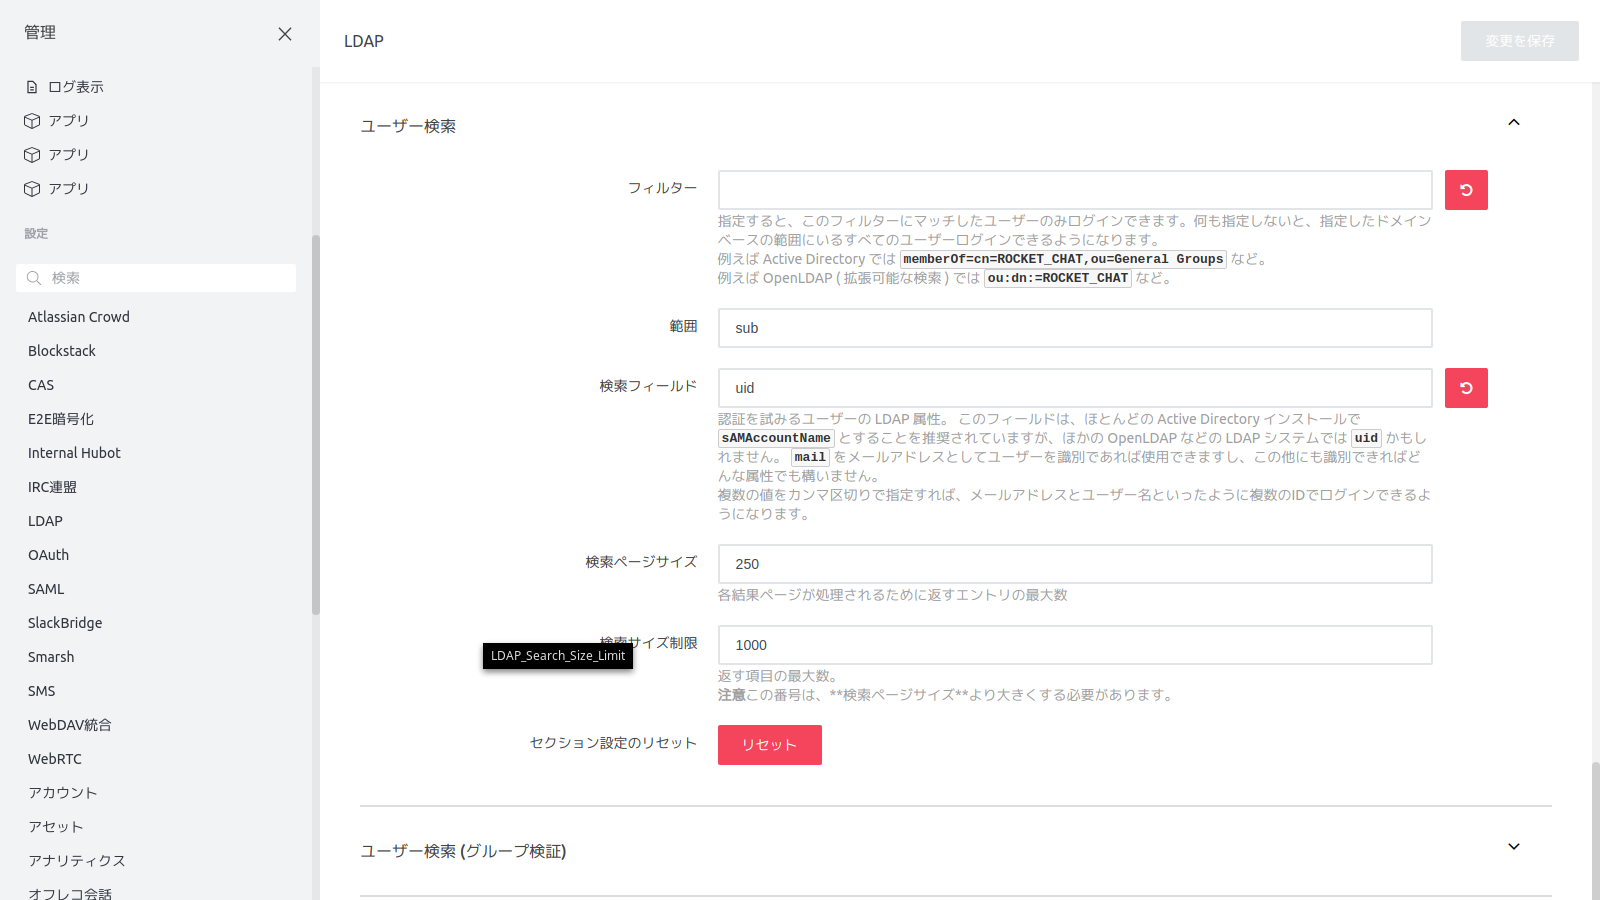 管理
ログ表示
アプリ
アプリ
アプリ
設定
検索
Atlassian Crowd
Blockstack
CAS
E2E暗号化
Internal Hubot
IRC連盟
LDAP
OAuth
SAML
SlackBridge
Smarsh
SMS
WebDAV統合
WebRTC
アカウント
アセット
アナリティクス
オフレコ会話
LDAP
変更を保存
ユーザー検索
フィルター
指定すると、このフィルターにマッチしたユーザーのみログインできます。何も指定しないと、指定したドメイン
ベースの範囲にいるすべてのユーザーログインできるようになります。
例えば Active Directory では memberOf=cn=ROCKET_CHAT,ou=General Groups など。
例えば OpenLDAP ( 拡張可能な検索 ) では ou:dn:=ROCKET_CHAT など。
範囲
sub
検索フィールド
uid
認証を試みるユーザーの LDAP 属性。 このフィールドは、ほとんどの Active Directory インストールで
sAMAccountName とすることを推奨されていますが、ほかの OpenLDAP などの LDAP システムでは uid かもし
れません。 mail をメールアドレスとしてユーザーを識別であれば使用できますし、この他にも識別できればど
んな属性でも構いません。
複数の値をカンマ区切りで指定すれば、メールアドレスとユーザー名といったように複数のIDでログインできるよ
うになります。
検索ページサイズ
250
各結果ページが処理されるために返すエントリの最大数
検索サイズ制限
1000
LDAP_Search_Size_Limit
返す項目の最大数。
注意この番号は、**検索ページサイズ**より大きくする必要があります。
セクション設定のリセット
リセット
ユーザー検索 (グループ検証)